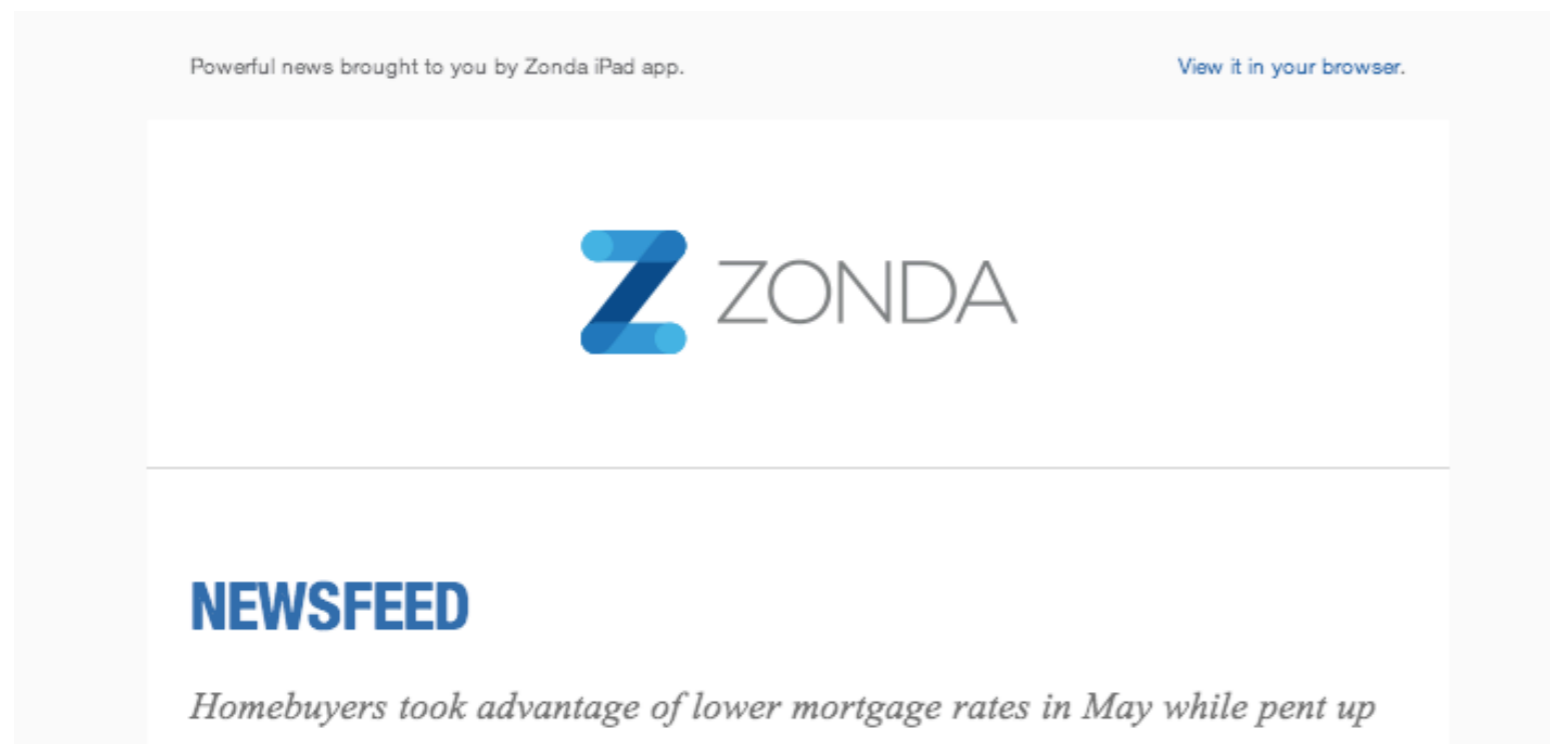 Powerful news brought to you by Zonda iPad app.
View it in your browser.
ZONDA
NEWSFEED
Homebuyers took advantage of lower mortgage rates in May while pent up